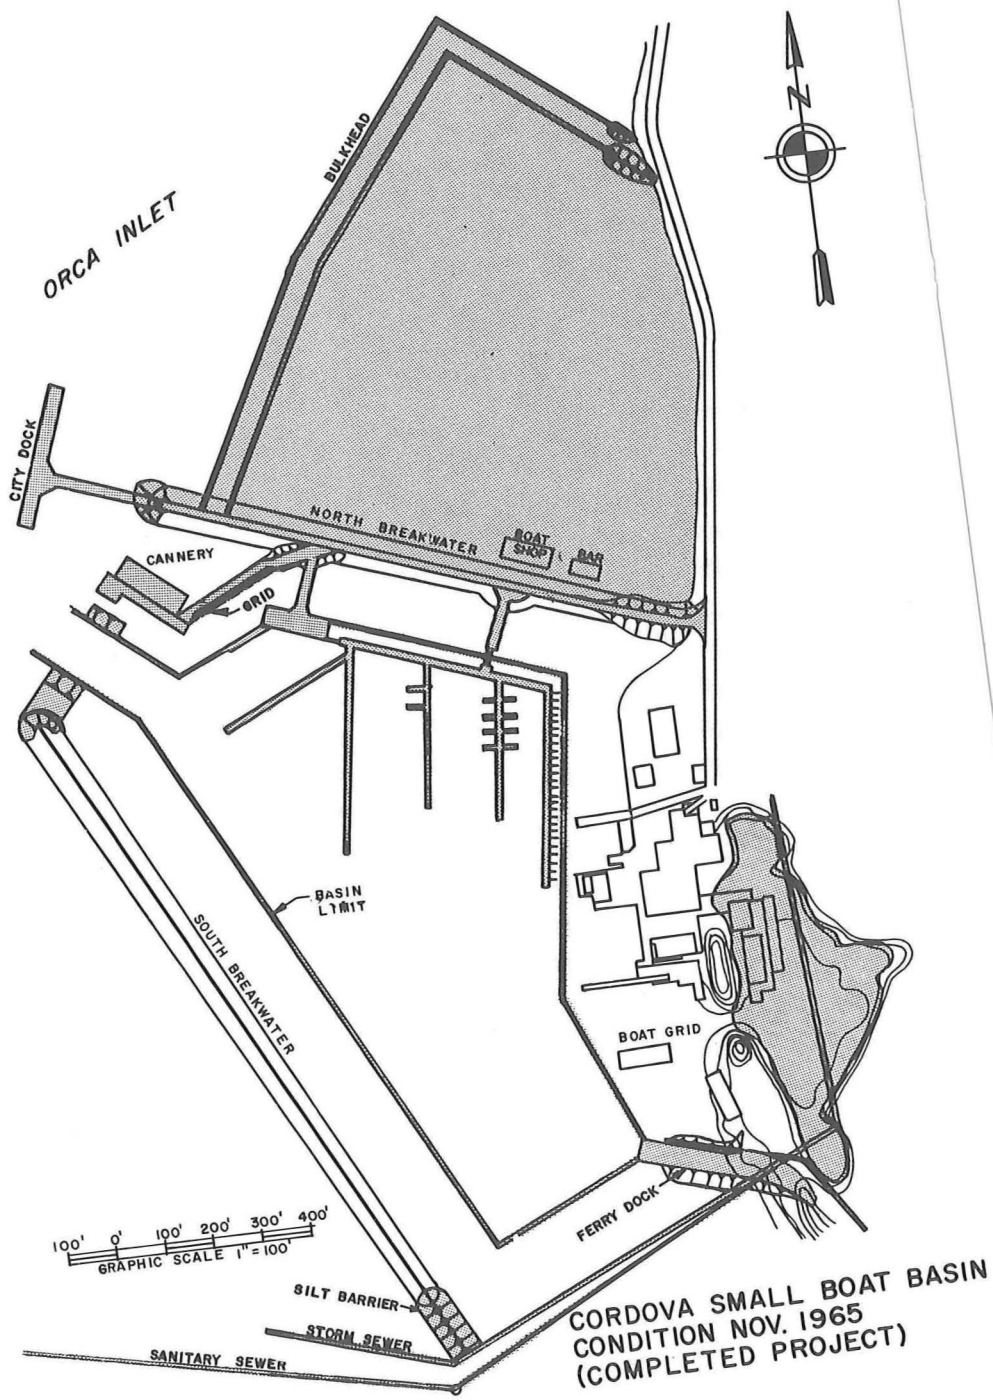 N
BULKHEAD
ORCA INLET
CITY DOCK
NORTH BREAKWATER
BOAT
SHOP
BAR
CANNERY
GRID
BASIN
LIMIT
SOUTH BREAKWATER
BOAT GRID
FERRY DOCK
100' 0' 100' 200' 300' 400'
GRAPHIC SCALE 1"=100'
SILT BARRIER
STORM SEWER
SANITARY SEWER
CORDOVA SMALL BOAT BASIN
CONDITION NOV. 1965
(COMPLETED PROJECT)